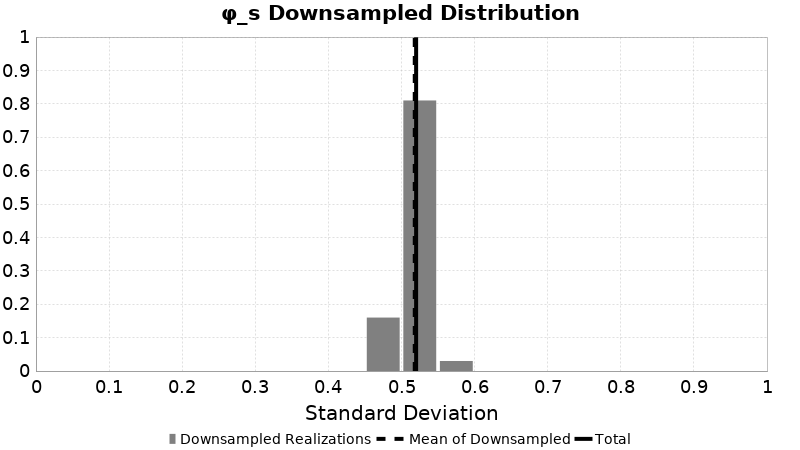 φ_s Downsampled Distribution
1
0.9
0.8
0.7
0.6
0.5
0.4
0.3
0.2
0.1
0
0 0.1 0.2 0.3 0.4 0.5 0.6 0.7 0.8 0.9 1
Standard Deviation
Downsampled Realizations Mean of Downsampled Total